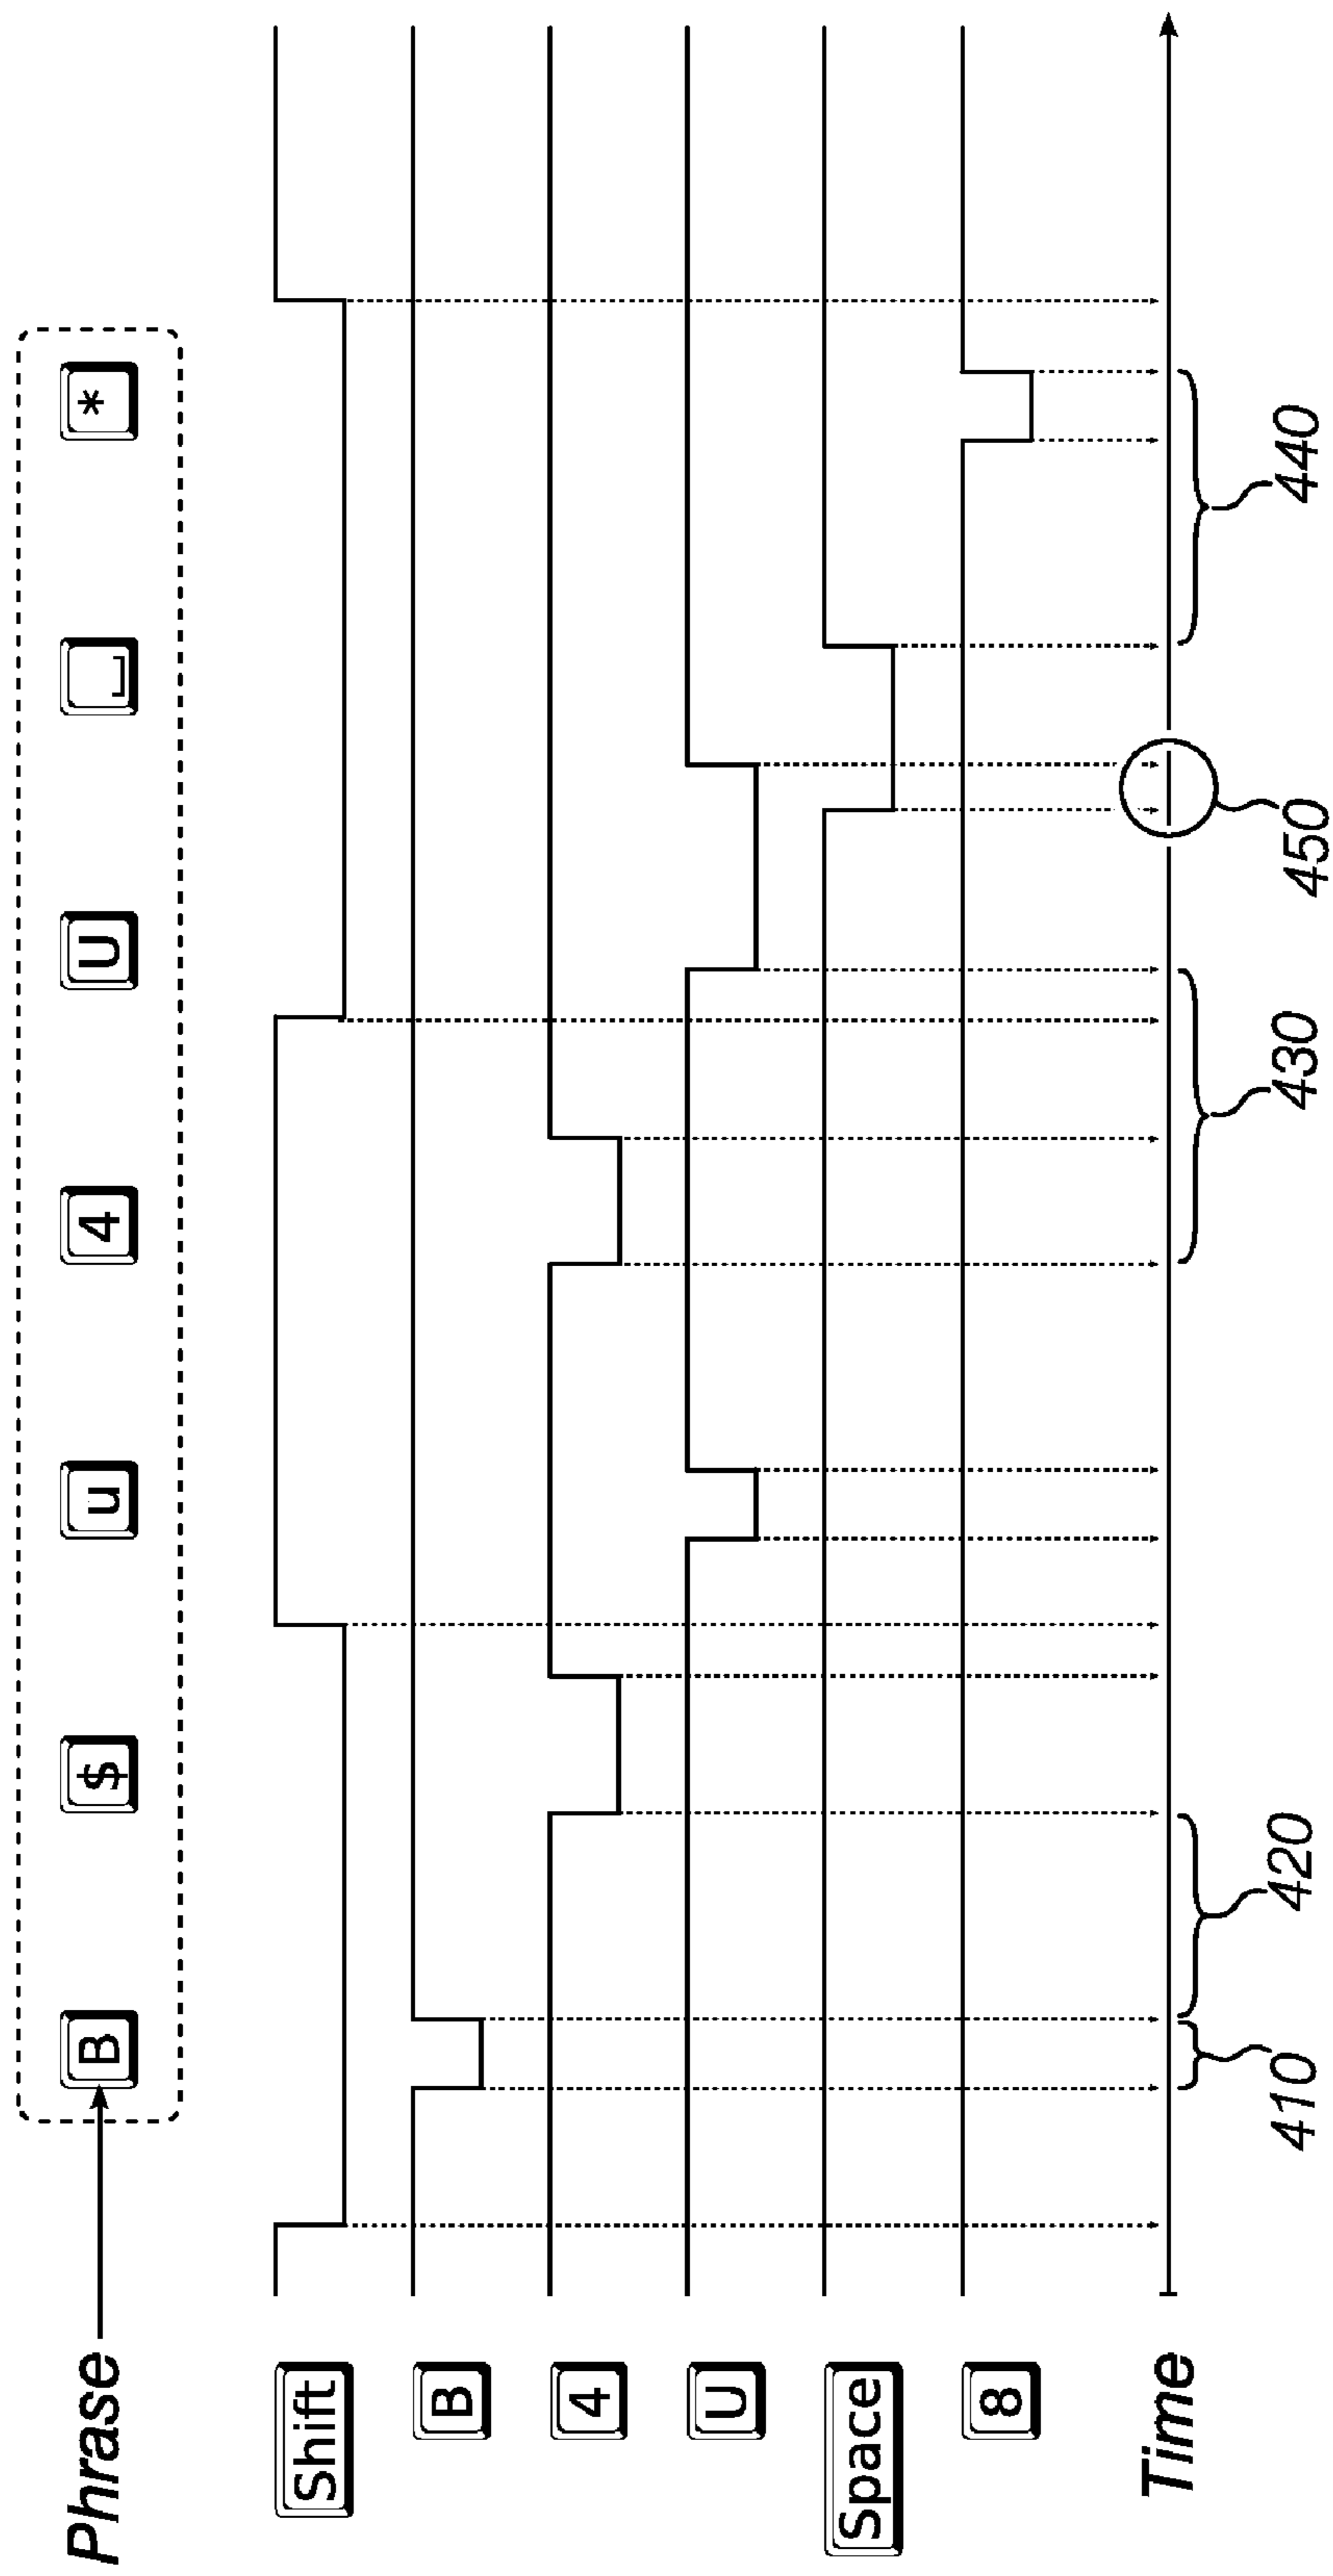 Phrase B $ u 4 U ␣ *
Shift
B
4
U
Space
8
Time
410 420 430 450 440